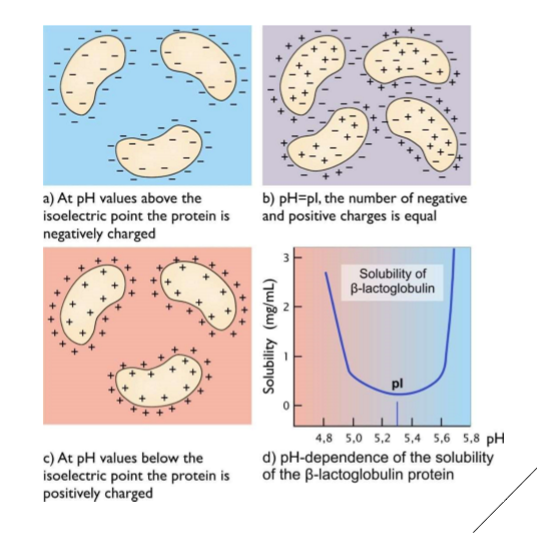 a) At pH values above the
isoelectric point the protein is
negatively charged
b) pH=pI, the number of negative
and positive charges is equal
c) At pH values below the
isoelectric point the protein is
positively charged
Solubility (mg/mL)
3
2
1
0
Solubility of
β-lactoglobulin
pI
4,8 5,0 5,2 5,4 5,6 5,8 pH
d) pH-dependence of the solubility
of the β-lactoglobulin protein